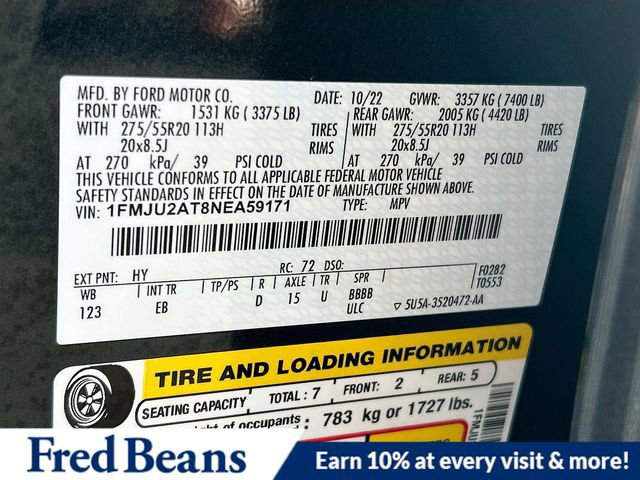 MFD. BY FORD MOTOR CO. DATE: 10/22 GVWR: 3357 KG ( 7400 LB)
FRONT GAWR: 1531 KG ( 3375 LB) REAR GAWR: 2005 KG ( 4420 LB)
WITH 275/55R20 113H TIRES WITH 275/55R20 113H TIRES
20x8.5J RIMS 20x8.5J RIMS
AT 270 kPa/ 39 PSI COLD AT 270 kPa/ 39 PSI COLD
THIS VEHICLE CONFORMS TO ALL APPLICABLE FEDERAL MOTOR VEHICLE
SAFETY STANDARDS IN EFFECT ON THE DATE OF MANUFACTURE SHOWN ABOVE.
VIN: 1FMJU2AT8NEA59171 TYPE: MPV
EXT PNT: HY RC: 72 DSO: F0282
WB INT TR TP/PS R AXLE TR SPR T0553
123 EB D 15 U BBBB
ULC ▽ 5U5A-3520472-AA
TIRE AND LOADING INFORMATION
SEATING CAPACITY TOTAL: 7 FRONT: 2 REAR: 5
of occupants: 783 kg or 1727 lbs.
1FMJU
Fred Beans Earn 10% at every visit & more!